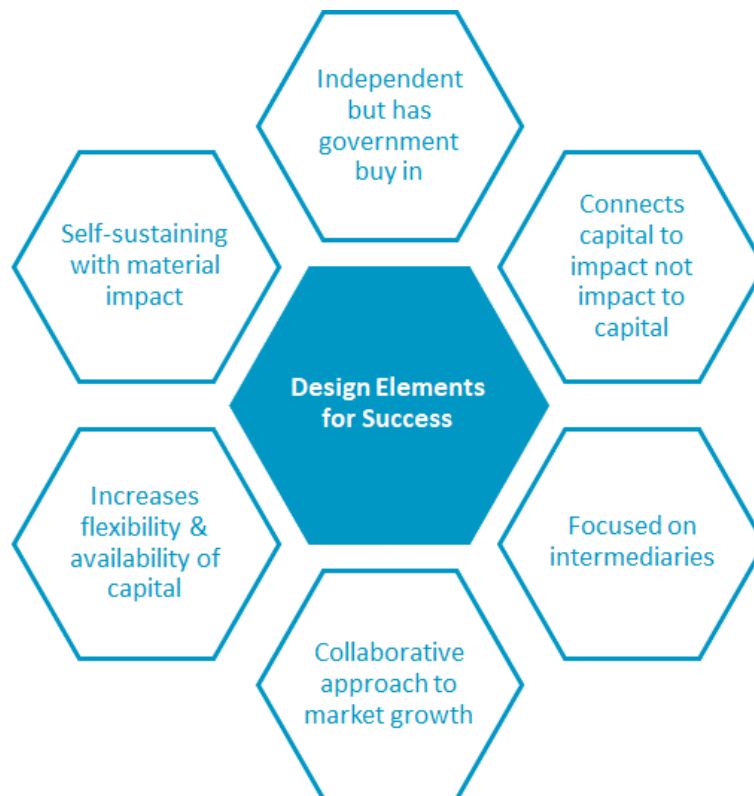 Independent
but has
government
buy in
Connects
capital to
impact not
impact to
capital
Focused on
intermediaries
Collaborative
approach to
market growth
Increases
flexibility &
availability of
capital
Self-sustaining
with material
impact
Design Elements
for Success